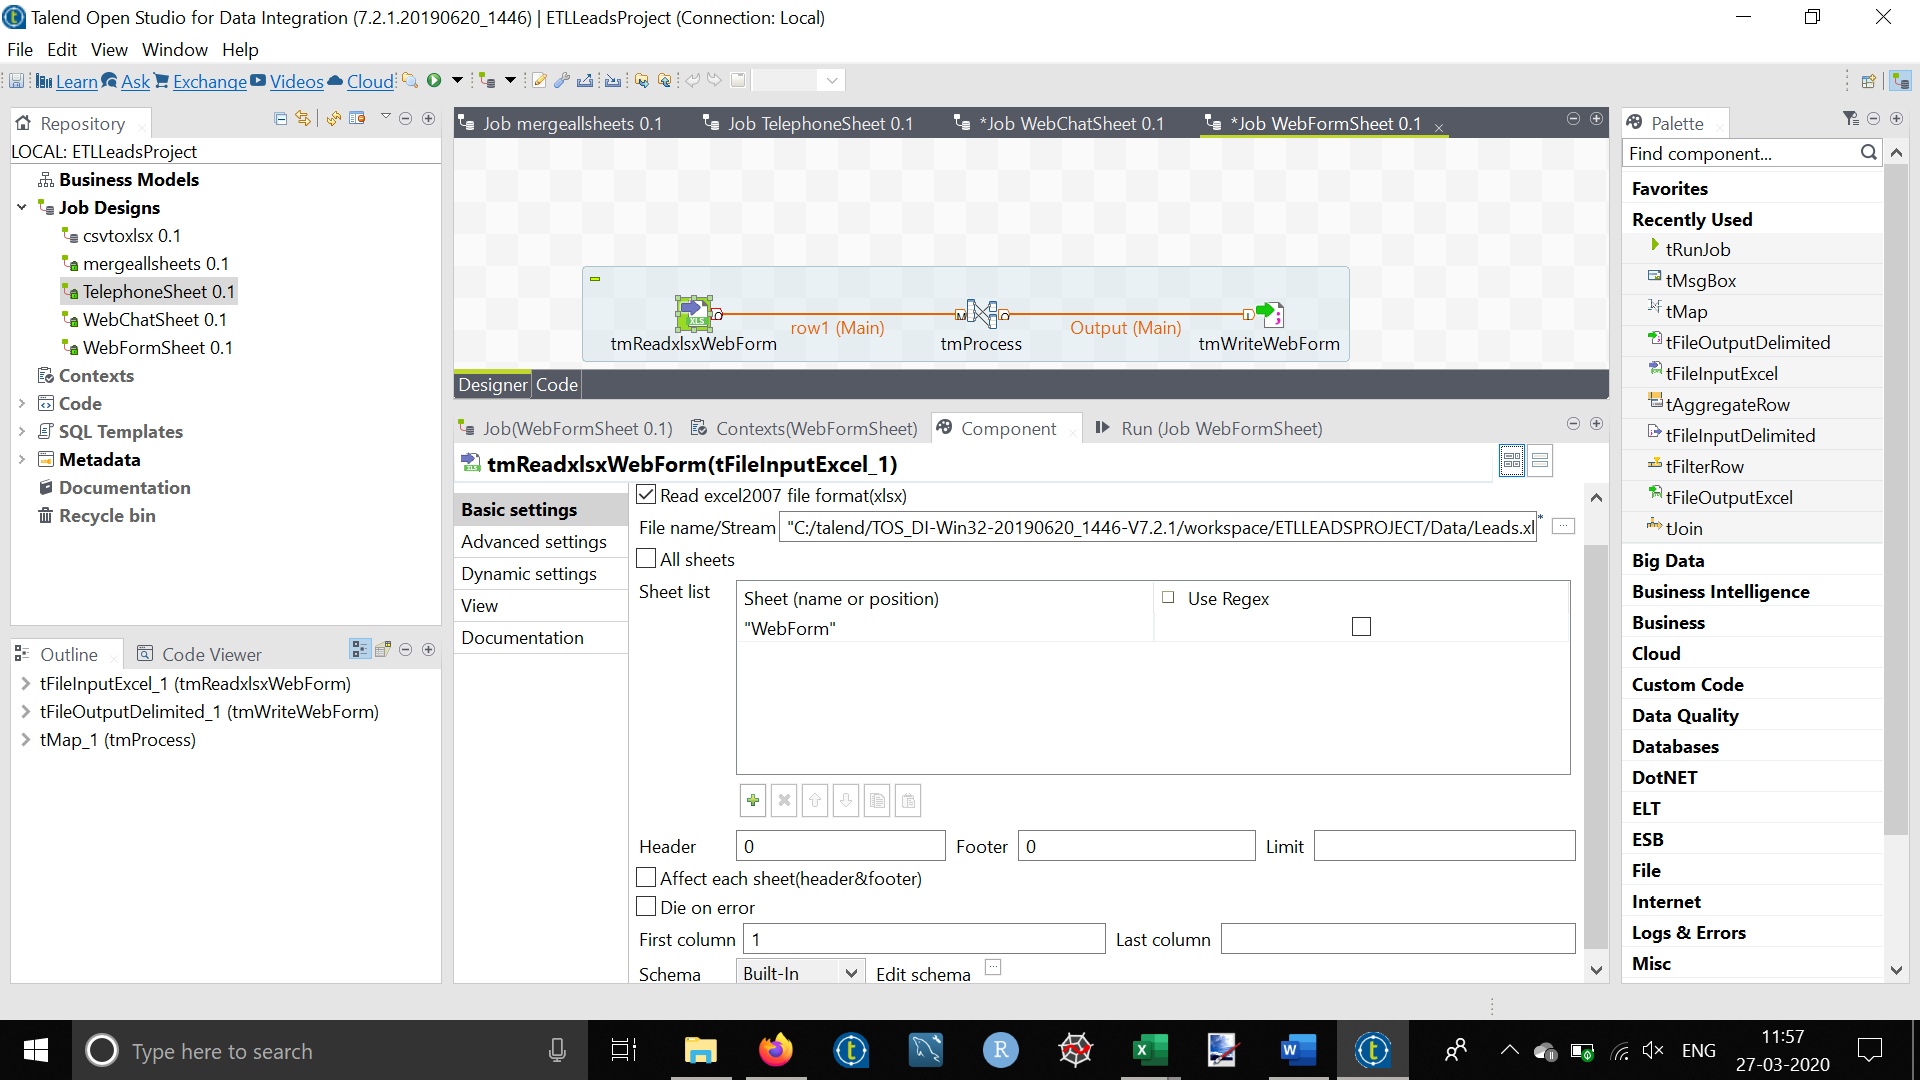 Talend Open Studio for Data Integration (7.2.1.20190620_1446) | ETLLeadsProject (Connection: Local)
File Edit View Window Help
Learn Ask Exchange Videos Cloud
Repository
LOCAL: ETLLeadsProject
Business Models
Job Designs
csvtoxlsx 0.1
mergeallsheets 0.1
TelephoneSheet 0.1
WebChatSheet 0.1
WebFormSheet 0.1
Contexts
Code
SQL Templates
Metadata
Documentation
Recycle bin
Outline Code Viewer
tFileInputExcel_1 (tmReadxlsxWebForm)
tFileOutputDelimited_1 (tmWriteWebForm)
tMap_1 (tmProcess)
Job mergeallsheets 0.1 Job TelephoneSheet 0.1 *Job WebChatSheet 0.1 *Job WebFormSheet 0.1
row1 (Main) Output (Main)
tmReadxlsxWebForm tmProcess tmWriteWebForm
Designer Code
Job(WebFormSheet 0.1) Contexts(WebFormSheet) Component Run (Job WebFormSheet)
tmReadxlsxWebForm(tFileInputExcel_1)
Basic settings
Advanced settings
Dynamic settings
View
Documentation
Read excel2007 file format(xlsx)
File name/Stream "C:/talend/TOS_DI-Win32-20190620_1446-V7.2.1/workspace/ETLLEADSPROJECT/Data/Leads.xl *
All sheets
Sheet list Sheet (name or position) Use Regex
"WebForm"
Header 0 Footer 0 Limit
Affect each sheet(header&footer)
Die on error
First column 1 Last column
Schema Built-In Edit schema
Palette
Find component...
Favorites
Recently Used
tRunJob
tMsgBox
tMap
tFileOutputDelimited
tFileInputExcel
tAggregateRow
tFileInputDelimited
tFilterRow
tFileOutputExcel
tJoin
Big Data
Business Intelligence
Business
Cloud
Custom Code
Data Quality
Databases
DotNET
ELT
ESB
File
Internet
Logs & Errors
Misc
Type here to search
ENG
11:57
27-03-2020